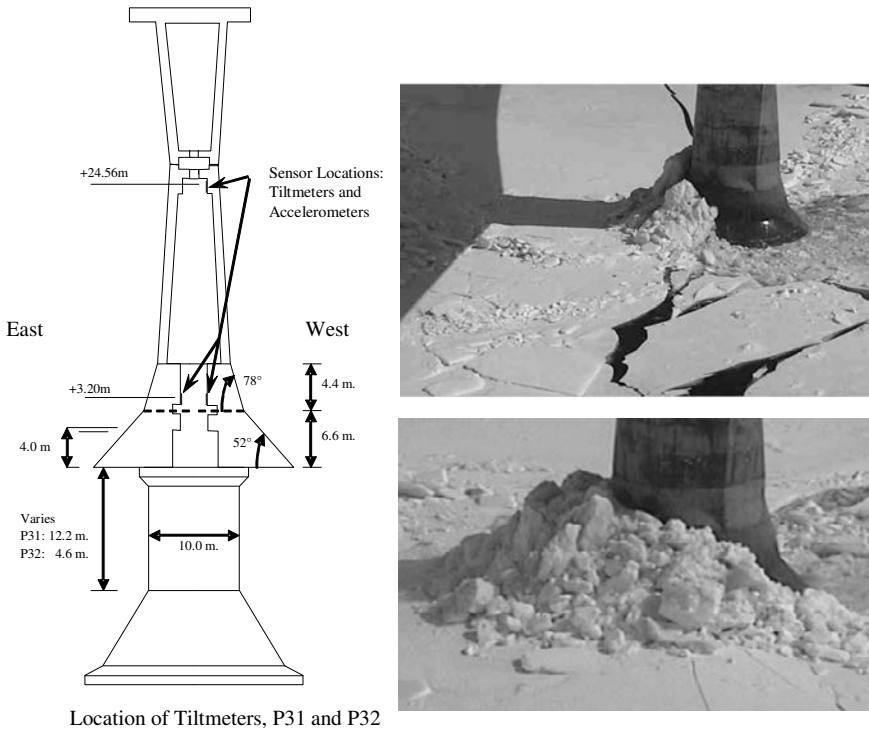 +24.56m
Sensor Locations:
Tiltmeters and
Accelerometers
East
West
+3.20m
78°
4.4 m.
4.0 m
52°
6.6 m.
Varies
P31: 12.2 m.
P32: 4.6 m.
10.0 m.
Location of Tiltmeters, P31 and P32